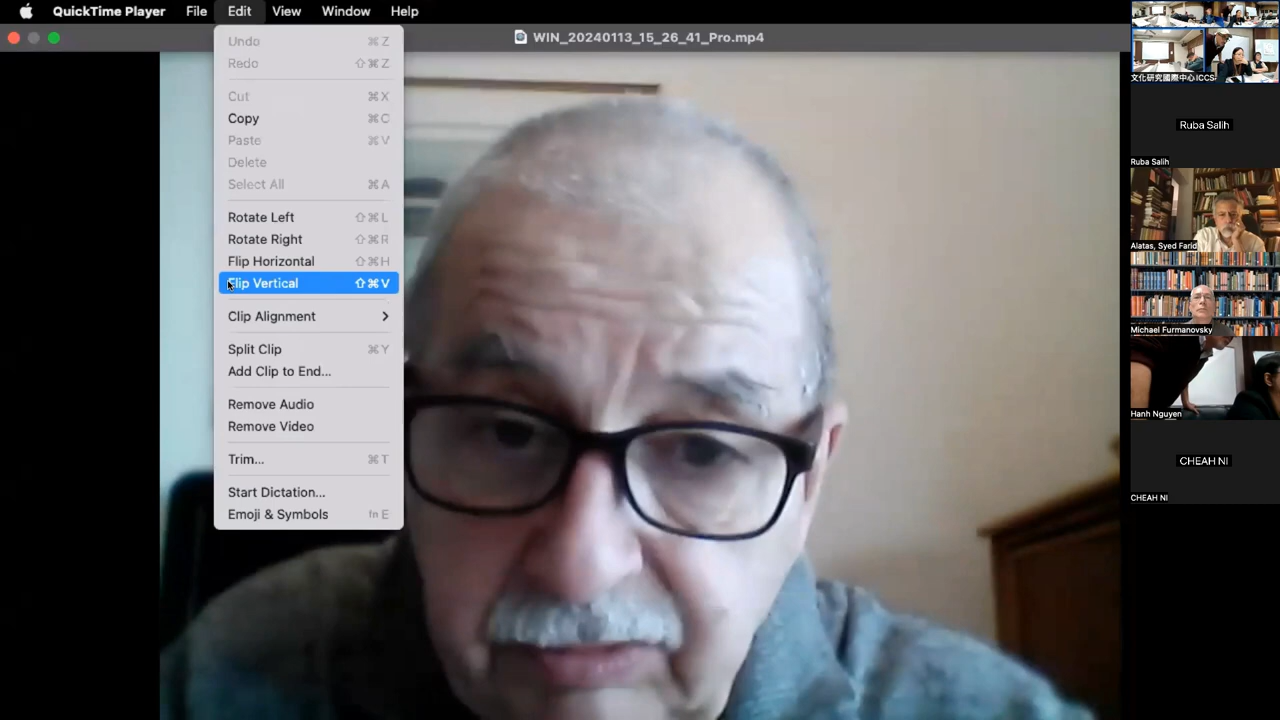 QuickTime Player File Edit View Window Help
WIN_20240113_15_26_41_Pro.mp4
Undo ⌘Z
Redo ⇧⌘Z
Cut ⌘X
Copy ⌘C
Paste ⌘V
Delete
Select All ⌘A
Rotate Left ⇧⌘L
Rotate Right ⇧⌘R
Flip Horizontal ⇧⌘H
Flip Vertical ⇧⌘V
Clip Alignment >
Split Clip ⌘Y
Add Clip to End...
Remove Audio
Remove Video
Trim... ⌘T
Start Dictation...
Emoji & Symbols fn E
文化研究國際中心ICCS
Ruba Salih
Ruba Salih
Alatas, Syed Farid
Michael Furmanovsky
Hanh Nguyen
CHEAH NI
CHEAH NI